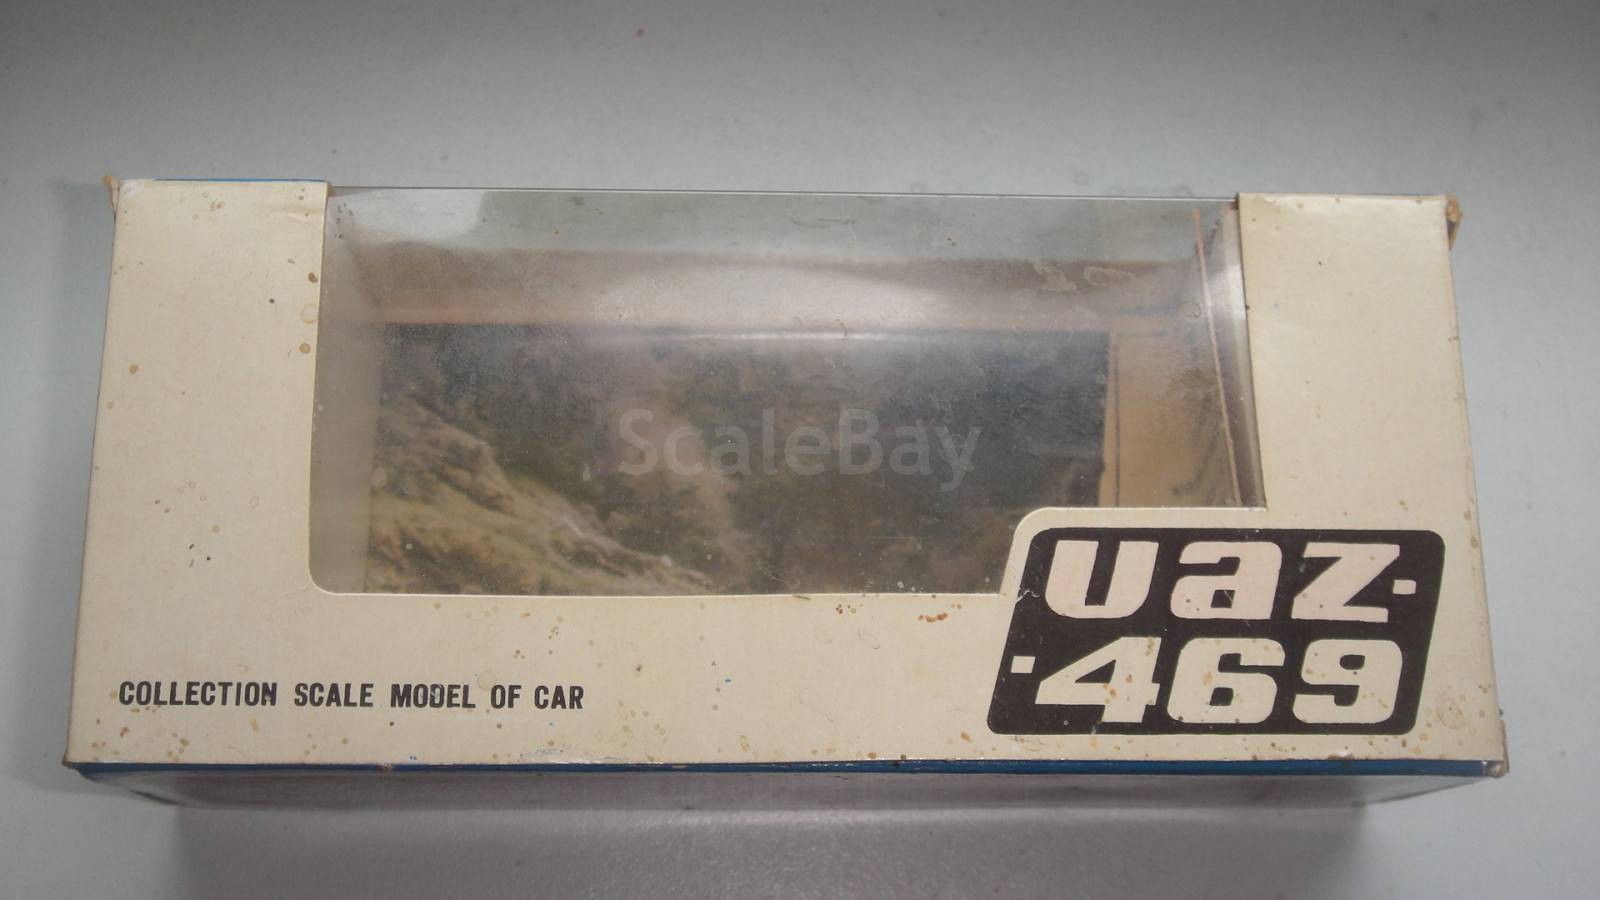 ScaleBay
uaz-
-469
COLLECTION SCALE MODEL OF CAR